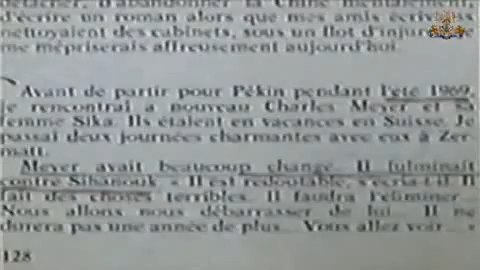 détacher, d'abandonner la Chine
d'écrire un roman alors que mes amis écrivains
nettoyaient des cabinets, sous un flot d'injures je
me mépriserais affreusement aujourd'hui.
Avant de partir pour Pékin pendant l'été 1969,
je rencontrai a nouveau Charles Meyer et sa
femme Sika. Ils étaient en vacances en Suisse. Je
passai deux journées charmantes avec eux à Zer-
matt.
Meyer avait beaucoup changé. Il fulminait
contre Sihanouk « Il est redoutable, s'écria-t-il. Il
fait des choses terribles. Il faudra l'éliminer...
Nous allons nous débarrasser de lui... Il ne
durera pas une année de plus... Vous allez voir... »
128